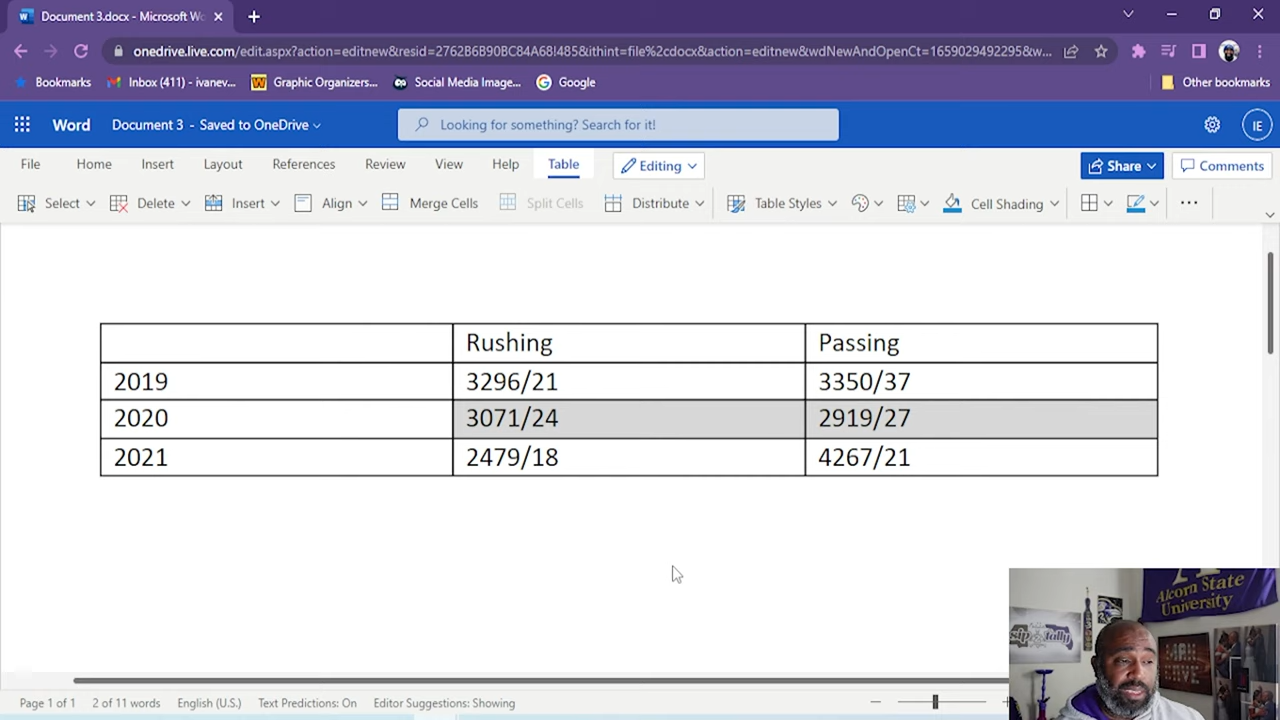 Document 3.docx - Microsoft Wo
onedrive.live.com/edit.aspx?action=editnew&resid=2762B6B90BC84A68!485&ithint=file%2cdocx&action=editnew&wdNewAndOpenCt=1659029492295&w...
Bookmarks Inbox (411) - ivanev... Graphic Organizers... Social Media Image... Google Other bookmarks
Word Document 3 - Saved to OneDrive Looking for something? Search for it! IE
File Home Insert Layout References Review View Help Table Editing Share Comments
Select Delete Insert Align Merge Cells Split Cells Distribute Table Styles Cell Shading ...
Rushing Passing
2019 3296/21 3350/37
2020 3071/24 2919/27
2021 2479/18 4267/21
Alcorn State
University
sip tally
MAN
CAVE
Page 1 of 1 2 of 11 words English (U.S.) Text Predictions: On Editor Suggestions: Showing